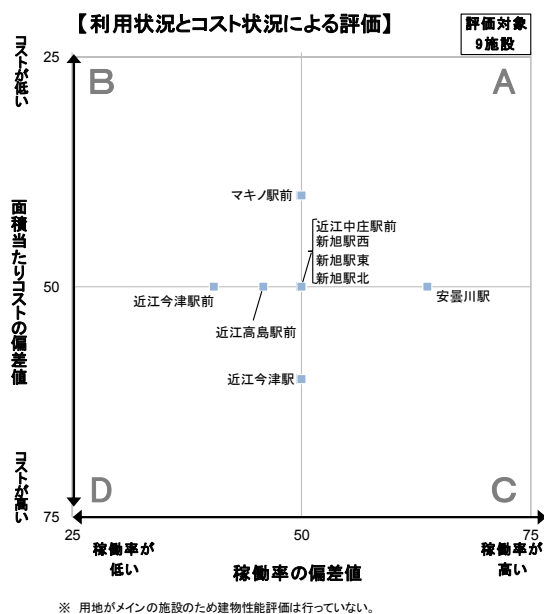 【利用状況とコスト状況による評価】
評価対象
9施設
コストが低い
25
B
A
マキノ駅前
近江中庄駅前
新旭駅西
新旭駅東
新旭駅北
面積当たりコストの偏差値
50
近江今津駅前
安曇川駅
近江高島駅前
近江今津駅
コストが高い
D
C
75
25
50
75
稼働率が
低い
稼働率の偏差値
稼働率が
高い
※ 用地がメインの施設のため建物性能評価は行っていない。